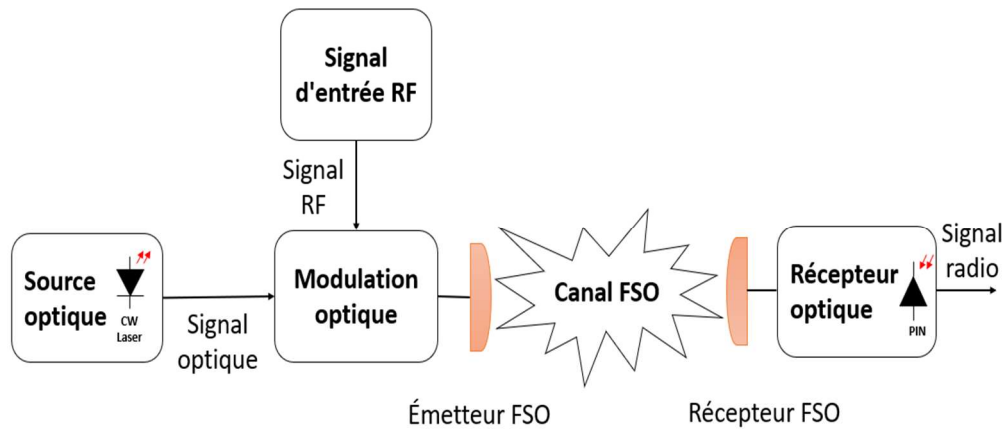 Signal
d'entrée RF
Signal
RF
Source
optique
CW
Laser
Signal
optique
Modulation
optique
Canal FSO
Récepteur
optique
PIN
Signal
radio
Émetteur FSO
Récepteur FSO